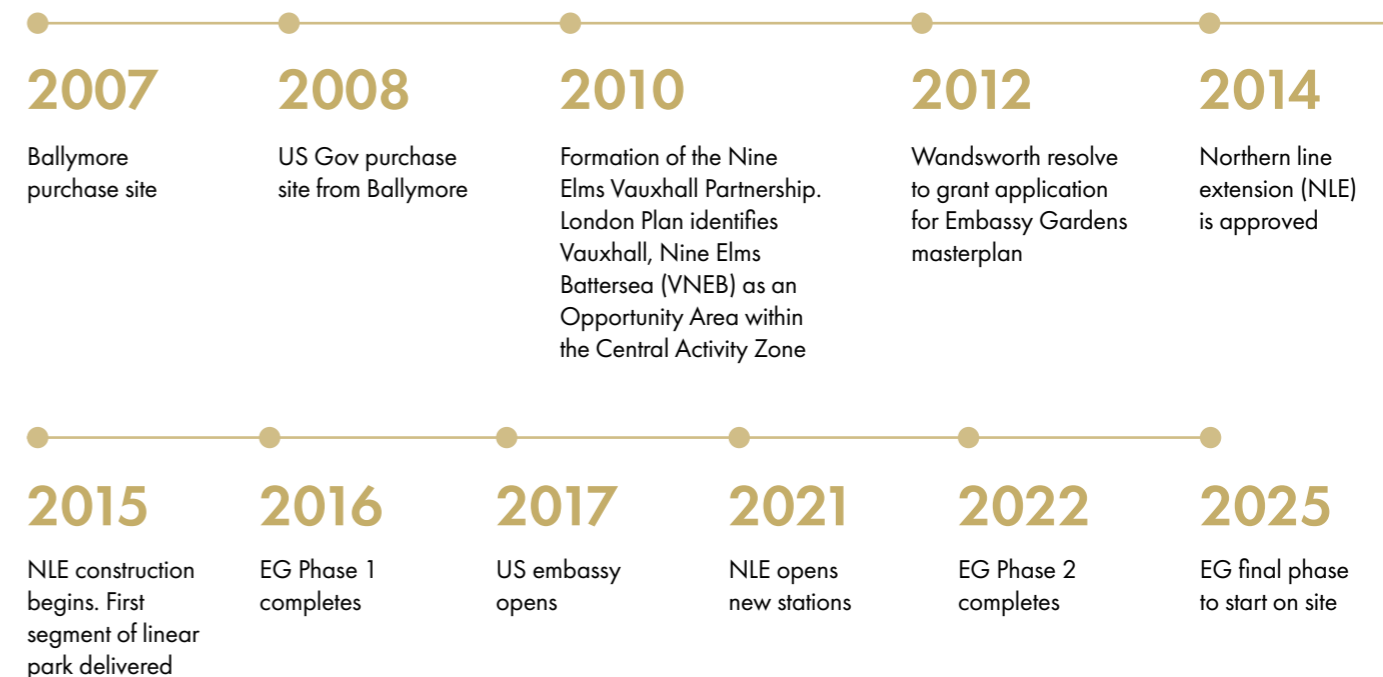 2007
Ballymore
purchase site
2008
US Gov purchase
site from Ballymore
2010
Formation of the Nine
Elms Vauxhall Partnership.
London Plan identifies
Vauxhall, Nine Elms
Battersea (VNEB) as an
Opportunity Area within
the Central Activity Zone
2012
Wandsworth resolve
to grant application
for Embassy Gardens
masterplan
2014
Northern line
extension (NLE)
is approved
2015
NLE construction
begins. First
segment of linear
park delivered
2016
EG Phase 1
completes
2017
US embassy
opens
2021
NLE opens
new stations
2022
EG Phase 2
completes
2025
EG final phase
to start on site